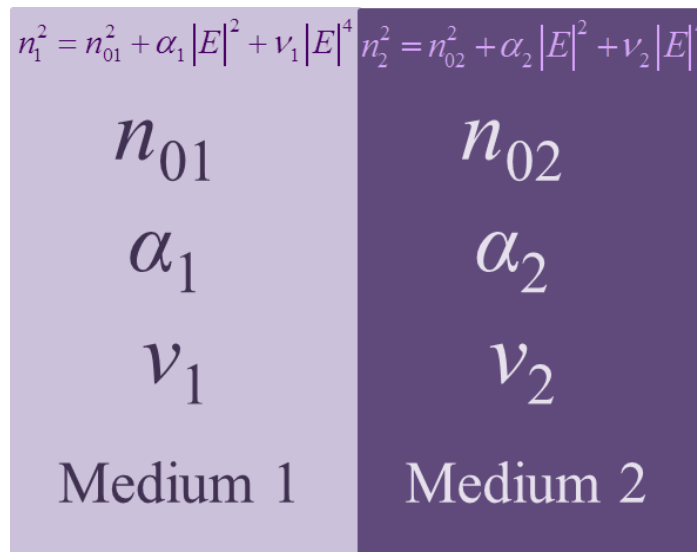 n₁² = n₀₁² + α₁|E|² + ν₁|E|⁴
n₀₁
α₁
ν₁
Medium 1
n₂² = n₀₂² + α₂|E|² + ν₂|E|
n₀₂
α₂
ν₂
Medium 2